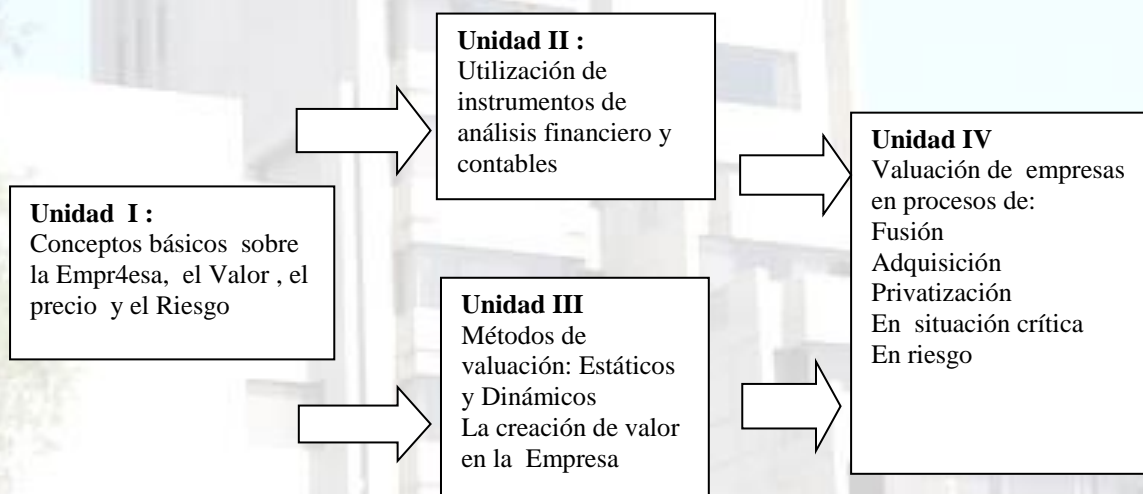 Unidad I :
Conceptos básicos sobre
la Empr4esa, el Valor , el
precio y el Riesgo
Unidad II :
Utilización de
instrumentos de
análisis financiero y
contables
Unidad III
Métodos de
valuación: Estáticos
y Dinámicos
La creación de valor
en la Empresa
Unidad IV
Valuación de empresas
en procesos de:
Fusión
Adquisición
Privatización
En situación crítica
En riesgo